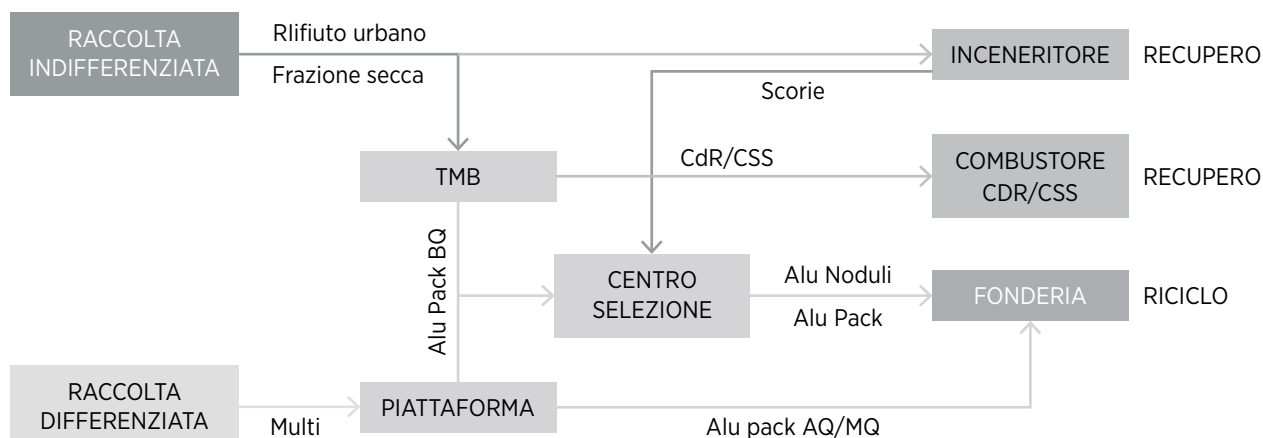 RACCOLTA
INDIFFERENZIATA
RIifiuto urbano
Frazione secca
INCENERITORE
RECUPERO
Scorie
TMB
CdR/CSS
COMBUSTORE
CDR/CSS
RECUPERO
Alu Pack BQ
CENTRO
SELEZIONE
Alu Noduli
Alu Pack
FONDERIA
RICICLO
RACCOLTA
DIFFERENZIATA
Multi
PIATTAFORMA
Alu pack AQ/MQ